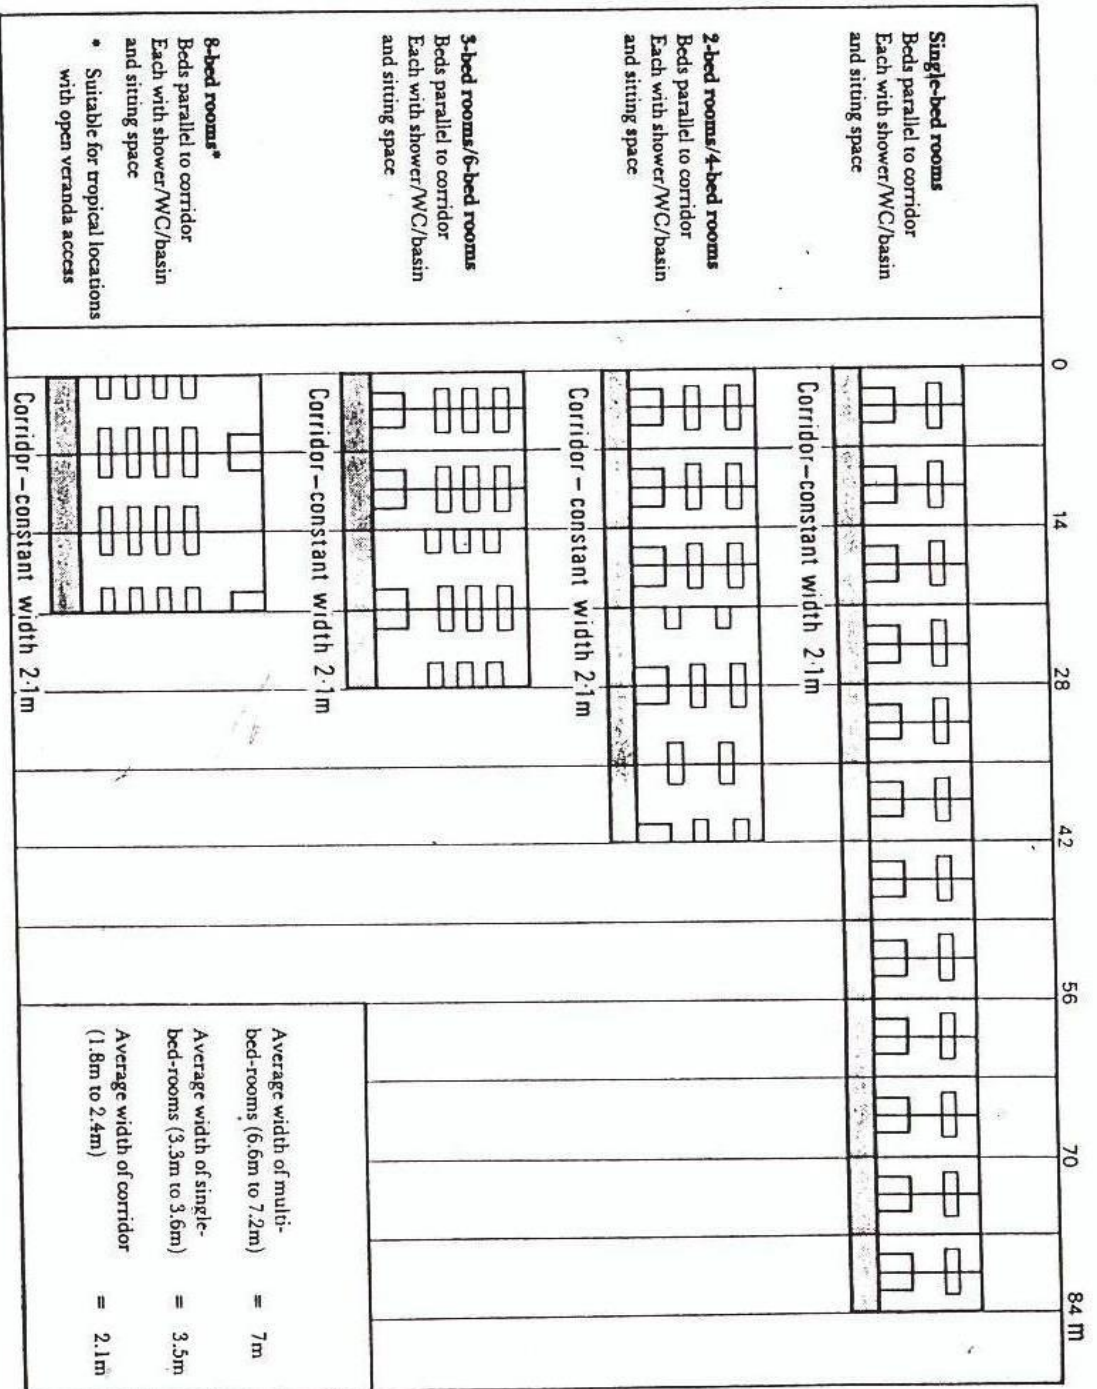 0
14
28
42
56
70
84 m
Single-bed rooms
Beds parallel to corridor
Each with shower/WC/basin
and sitting space
Corridor – constant width 2·1m
2-bed rooms/4-bed rooms
Beds parallel to corridor
Each with shower/WC/basin
and sitting space
Corridor – constant width 2·1m
3-bed rooms/6-bed rooms
Beds parallel to corridor
Each with shower/WC/basin
and sitting space
Corridor – constant width 2·1m
8-bed rooms*
Beds parallel to corridor
Each with shower/WC/basin
and sitting space
* Suitable for tropical locations
with open veranda access
Corridor – constant width 2·1m
Average width of multi-
bed-rooms (6.6m to 7.2m) = 7m
Average width of single-
bed-rooms (3.3m to 3.6m) = 3.5m
Average width of corridor
(1.8m to 2.4m) = 2.1m